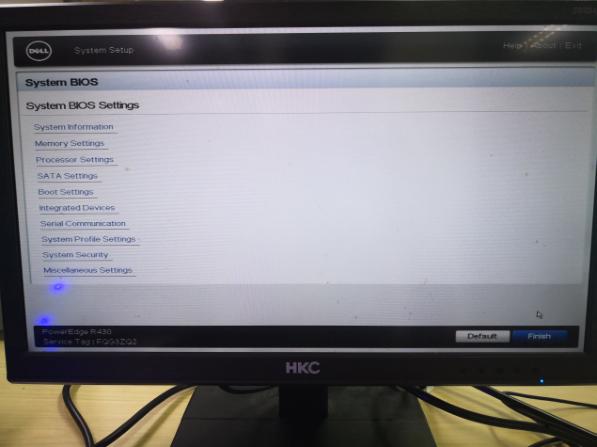 DELL
System Setup
Help | About | Exit
System BIOS
System BIOS Settings
System Information
Memory Settings
Processor Settings
SATA Settings
Boot Settings
Integrated Devices
Serial Communication
System Profile Settings
System Security
Miscellaneous Settings
PowerEdge R430
Service Tag : FQG3ZQ2
Default
Finish
HKC